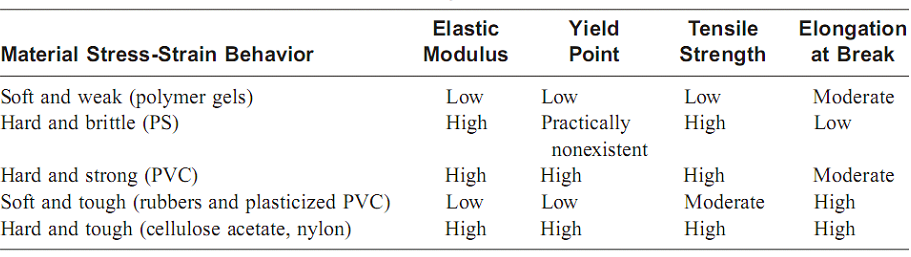 Elastic Yield Tensile Elongation
Material Stress-Strain Behavior Modulus Point Strength at Break
Soft and weak (polymer gels) Low Low Low Moderate
Hard and brittle (PS) High Practically High Low
nonexistent
Hard and strong (PVC) High High High Moderate
Soft and tough (rubbers and plasticized PVC) Low Low Moderate High
Hard and tough (cellulose acetate, nylon) High High High High